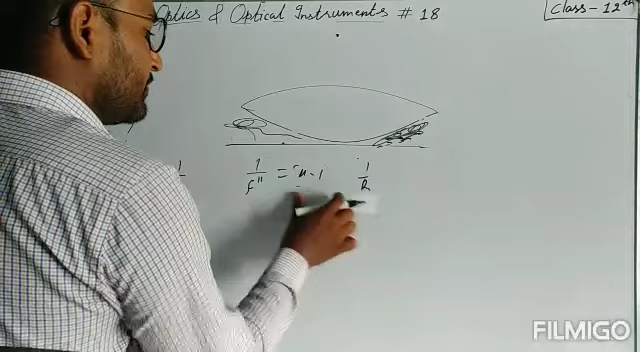 Optics & Optical Instruments # 18
Class - 12th
1/f" = n - 1 1/R
FILMIGO